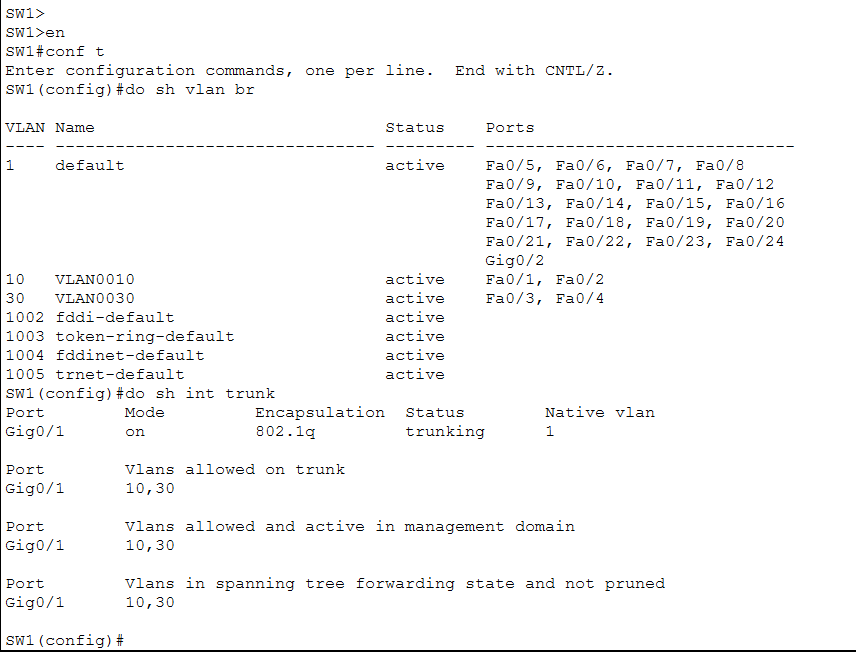 SW1>
SW1>en
SW1#conf t
Enter configuration commands, one per line.  End with CNTL/Z.
SW1(config)#do sh vlan br

VLAN Name                             Status    Ports
---- -------------------------------- --------- -------------------------------
1    default                          active    Fa0/5, Fa0/6, Fa0/7, Fa0/8
                                                Fa0/9, Fa0/10, Fa0/11, Fa0/12
                                                Fa0/13, Fa0/14, Fa0/15, Fa0/16
                                                Fa0/17, Fa0/18, Fa0/19, Fa0/20
                                                Fa0/21, Fa0/22, Fa0/23, Fa0/24
                                                Gig0/2
10   VLAN0010                         active    Fa0/1, Fa0/2
30   VLAN0030                         active    Fa0/3, Fa0/4
1002 fddi-default                     active
1003 token-ring-default               active
1004 fddinet-default                  active
1005 trnet-default                    active
SW1(config)#do sh int trunk
Port        Mode         Encapsulation  Status        Native vlan
Gig0/1      on           802.1q         trunking      1

Port        Vlans allowed on trunk
Gig0/1      10,30

Port        Vlans allowed and active in management domain
Gig0/1      10,30

Port        Vlans in spanning tree forwarding state and not pruned
Gig0/1      10,30

SW1(config)#